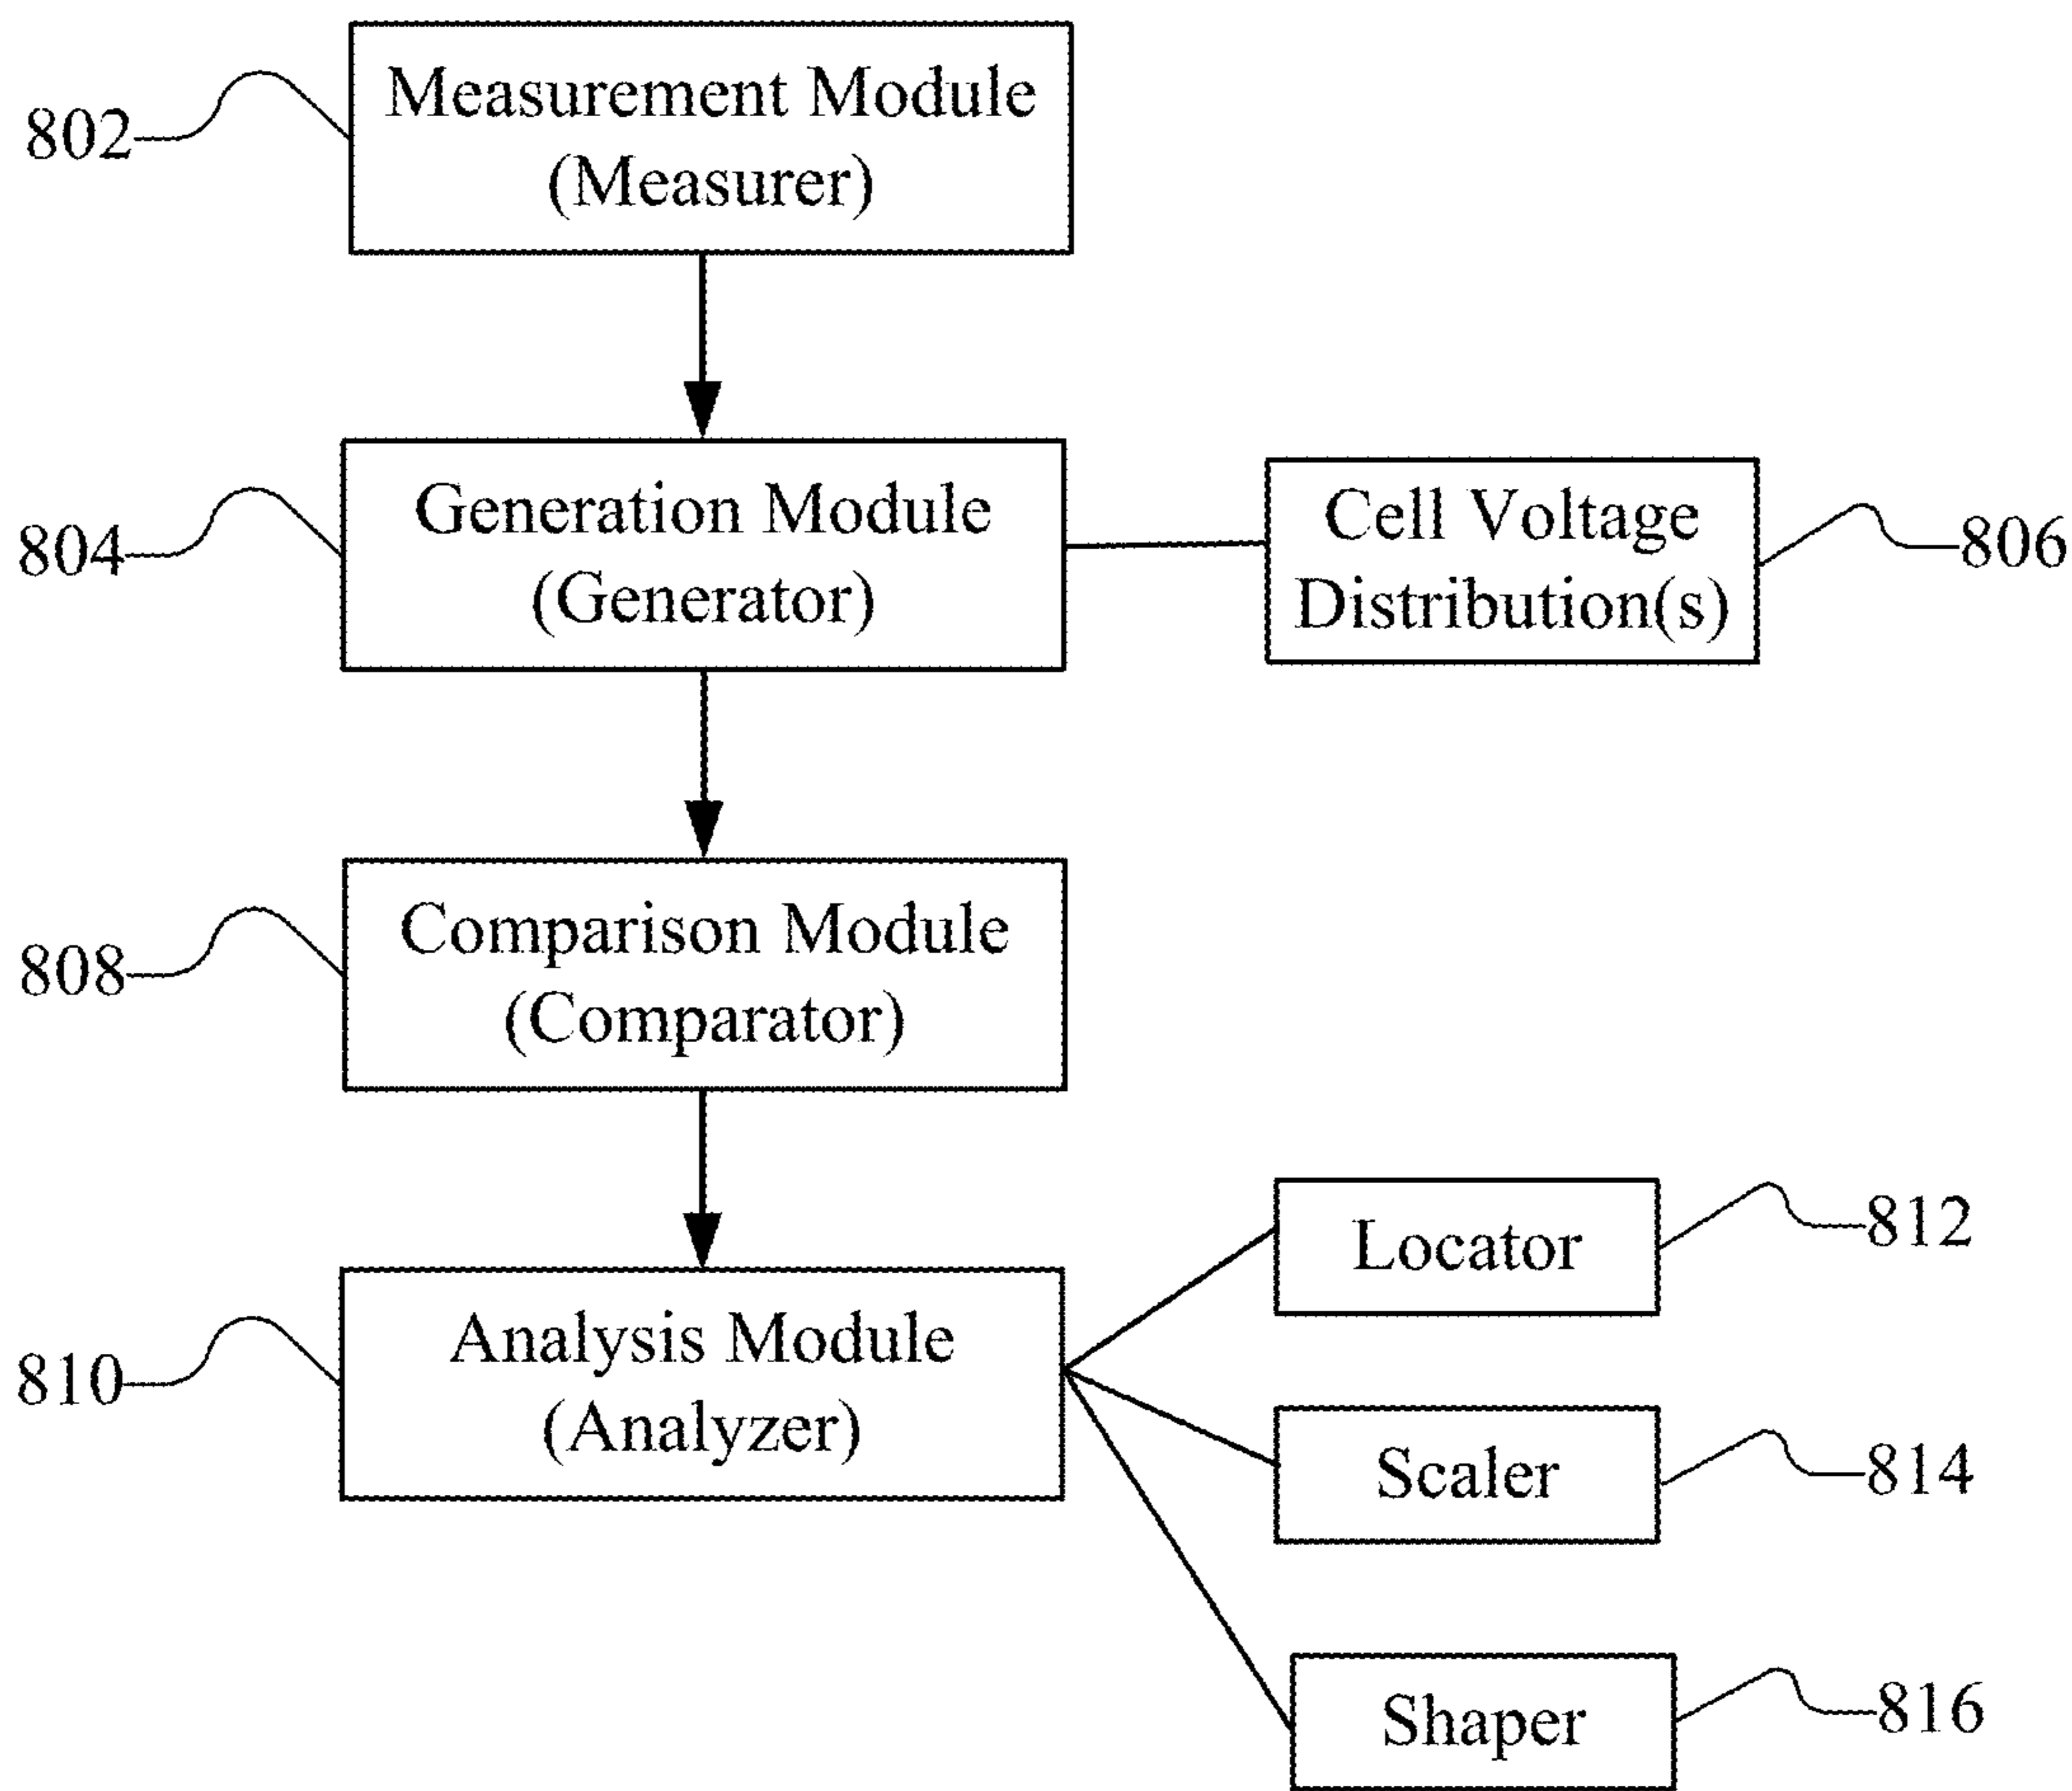 802
Measurement Module
(Measurer)
804
Generation Module
(Generator)
Cell Voltage
Distribution(s)
806
808
Comparison Module
(Comparator)
810
Analysis Module
(Analyzer)
Locator
812
Scaler
814
Shaper
816